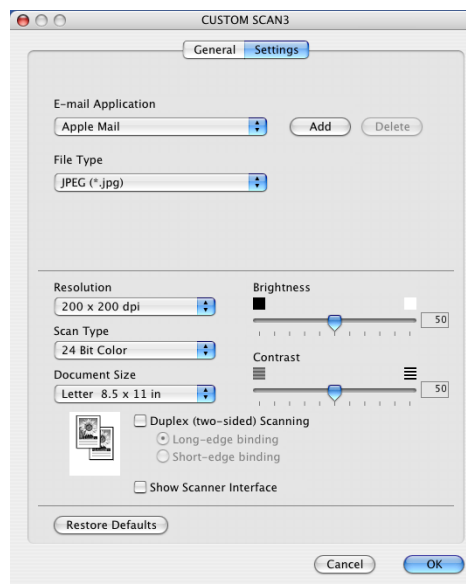 CUSTOM SCAN3
General Settings
E-mail Application
Apple Mail Add Delete
File Type
JPEG (*.jpg)
Resolution Brightness
200 x 200 dpi
50
Scan Type
24 Bit Color
Contrast
Document Size
Letter 8.5 x 11 in 50
Duplex (two-sided) Scanning
Long-edge binding
Short-edge binding
Show Scanner Interface
Restore Defaults
Cancel OK